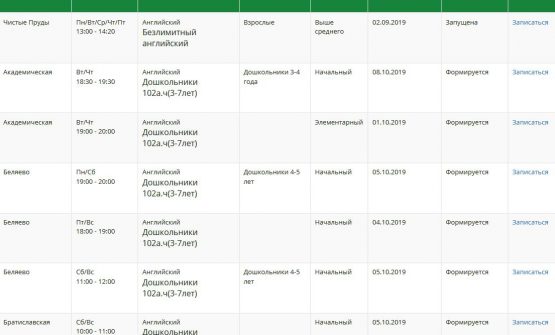 Чистые Пруды Пн/Вт/Ср/Чт/Пт Английский Взрослые Выше 02.09.2019 Запущена Записаться
13:00 - 14:20 Безлимитный среднего
английский
Академическая Вт/Чт Английский Дошкольники 3-4 Начальный 08.10.2019 Формируется Записаться
18:30 - 19:30 Дошкольники года
102а.ч(3-7лет)
Академическая Вт/Чт Английский Элементарный 01.10.2019 Формируется Записаться
19:00 - 20:00 Дошкольники
102а.ч(3-7лет)
Беляево Пн/Сб Английский Дошкольники 4-5 Начальный 05.10.2019 Формируется Записаться
19:00 - 20:00 Дошкольники лет
102а.ч(3-7лет)
Беляево Пт/Вс Английский Начальный 04.10.2019 Формируется Записаться
18:00 - 19:00 Дошкольники
102а.ч(3-7лет)
Беляево Сб/Вс Английский Дошкольники 4-5 Начальный 05.10.2019 Формируется Записаться
11:00 - 12:00 Дошкольники лет
102а.ч(3-7лет)
Братиславская Сб/Вс Английский Начальный 05.10.2019 Формируется Записаться
10:00 - 11:00 Дошкольники